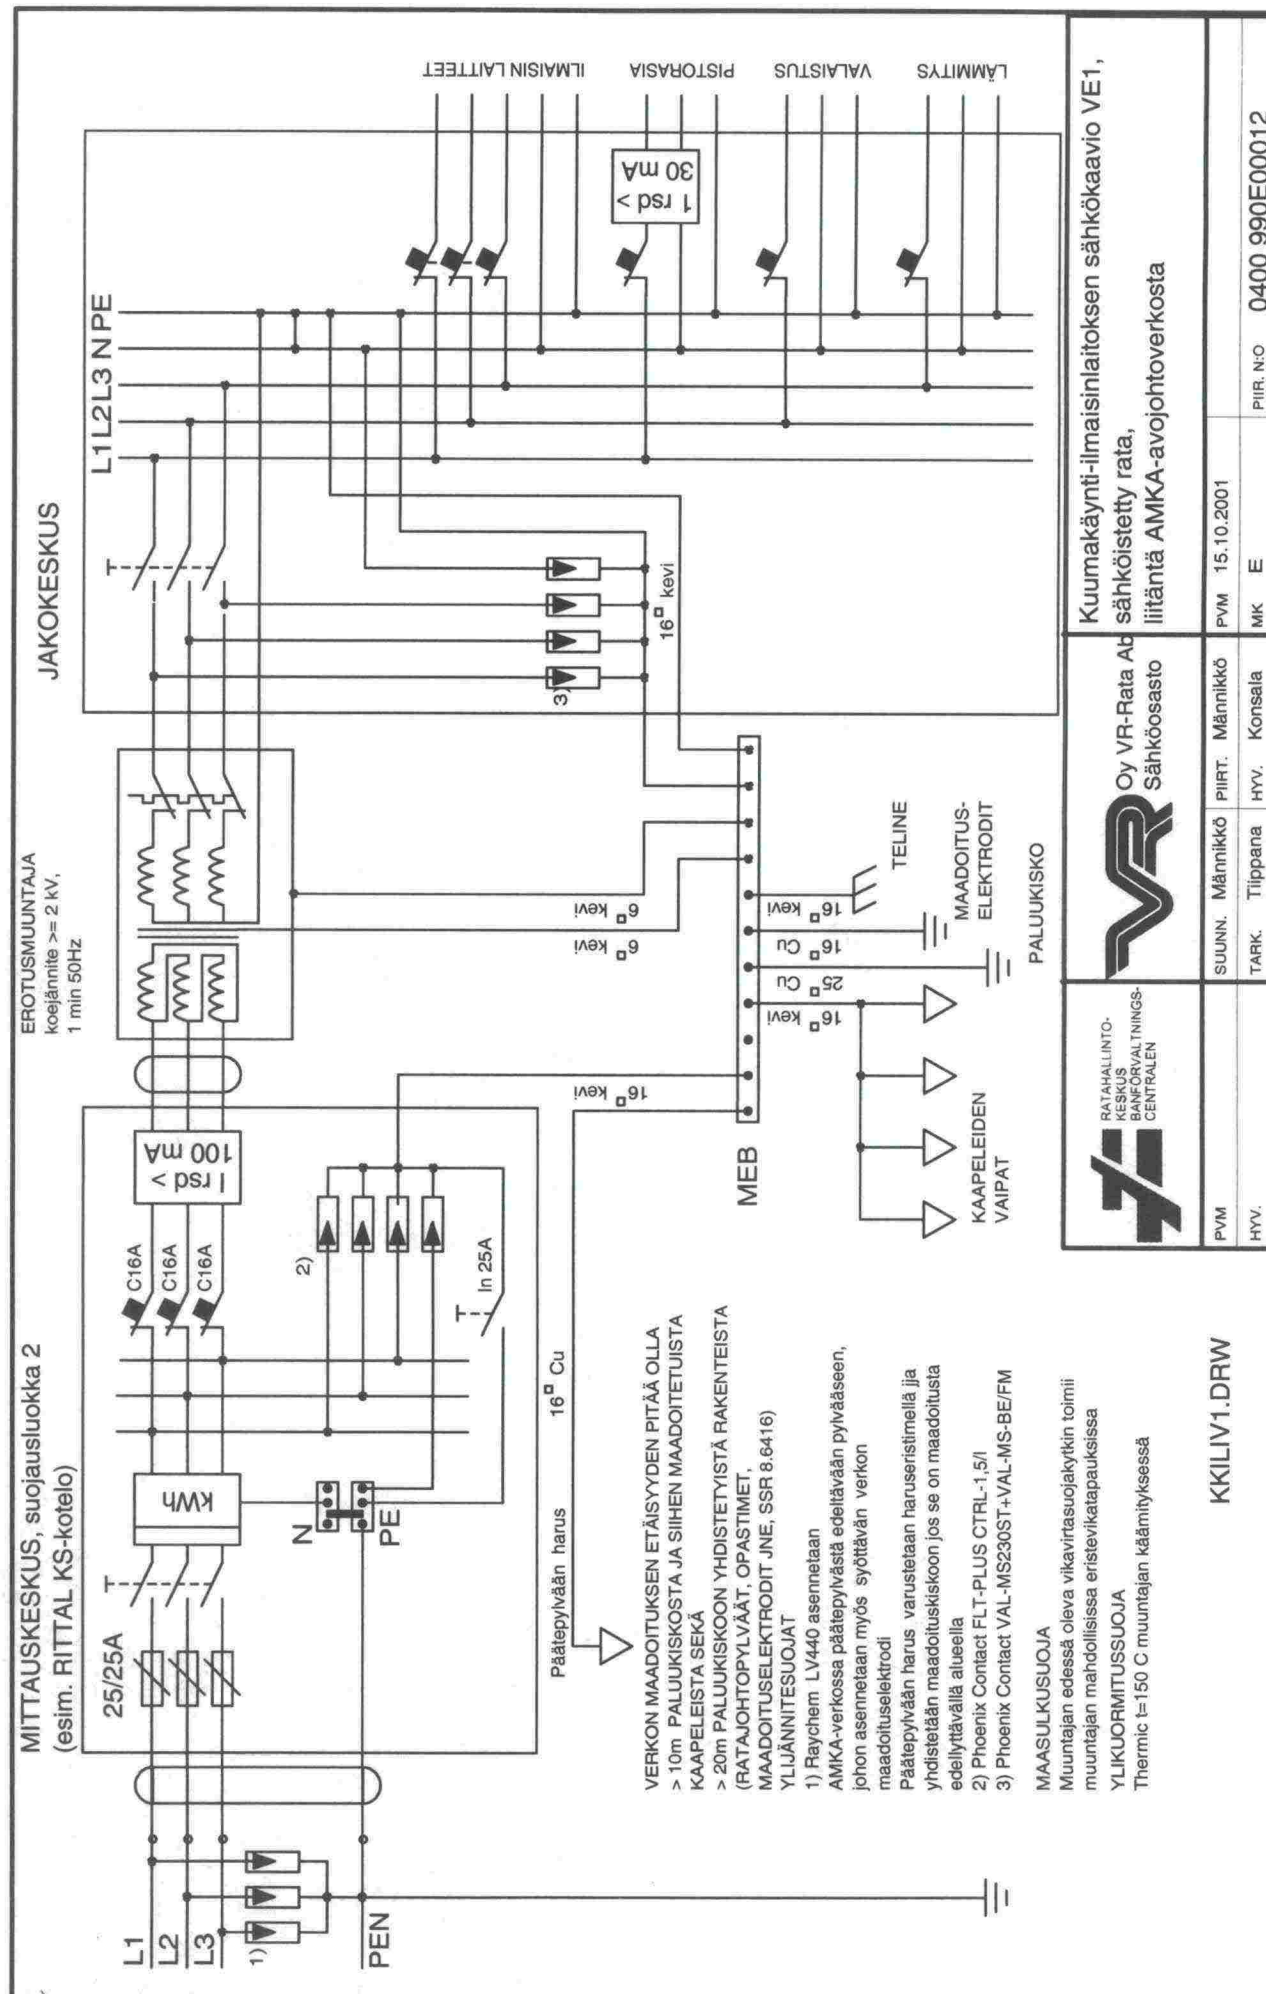 MITTAUSKESKUS, suojausluokka 2
(esim. RITTAL KS-kotelo)
25/25A
L1
L2
L3
1)
PEN
kWh
N
PE
C16A
C16A
C16A
I rsd >
100 mA
2)
In 25A
EROTUSMUUNTAJA
koejännite >= 2 kV,
1 min 50Hz
JAKOKESKUS
L1 L2 L3 N PE
3)
16▫ kevi
1 rsd >
30 mA
ILMAISIN LAITTEET
PISTORASIA
VALAISTUS
LÄMMITYS
6▫ kevi
6▫ kevi
16▫ kevi
MEB
16▫ kevi
16▫ Cu
25▫ Cu
16▫ kevi
TELINE
MAADOITUS-
ELEKTRODIT
PALUUKISKO
KAAPELEIDEN
VAIPAT
Päätepylvään harus
16▫ Cu
VERKON MAADOITUKSEN ETÄISYYDEN PITÄÄ OLLA
> 10m PALUUKISKOSTA JA SIIHEN MAADOITETUISTA
KAAPELEISTA SEKÄ
> 20m PALUUKISKOON YHDISTETYISTÄ RAKENTEISTA
(RATAJOHTOPYLVÄÄT, OPASTIMET,
MAADOITUSELEKTRODIT JNE, SSR 8.6416)
YLIJÄNNITESUOJAT
1) Raychem LV440 asennetaan
AMKA-verkossa päätepylvästä edeltävään pylvääseen,
johon asennetaan myös syöttävän verkon
maadoituselektrodi
Päätepylvään harus varustetaan haruseristimellä jja
yhdistetään maadoituskiskoon jos se on maadoitusta
edellyttävällä alueella
2) Phoenix Contact FLT-PLUS CTRL-1,5/I
3) Phoenix Contact VAL-MS230ST+VAL-MS-BE/FM
MAASULKUSUOJA
Muuntajan edessä oleva vikavirtasuojakytkin toimii
muuntajan mahdollisissa eristevikatapauksissa
YLIKUORMITUSSUOJA
Thermic t=150 C muuntajan käämityksessä
KKILIV1.DRW
RATAHALLINTO-
KESKUS
BANFÖRVALTNINGS-
CENTRALEN
VR
Oy VR-Rata Ab
Sähköosasto
Kuumakäynti-ilmaisinlaitoksen sähkökaavio VE1,
sähköistetty rata,
liitäntä AMKA-avojohtoverkosta
PVM
SUUNN. Männikkö
PIIRT. Männikkö
PVM 15.10.2001
HYV.
TARK. Tiippana
HYV. Konsala
MK E
PIIR. N:O 0400 990E00012